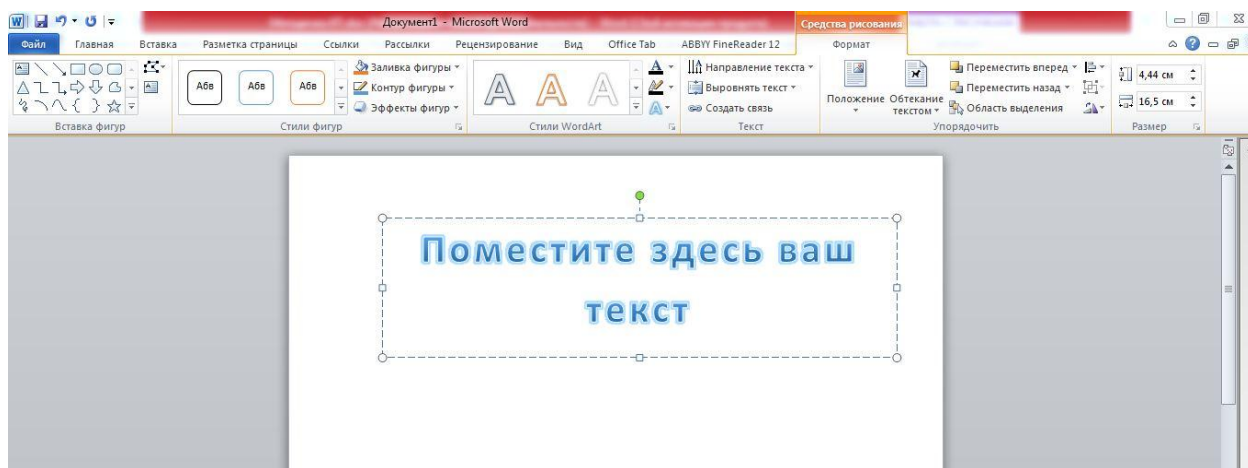 Документ1 - Microsoft Word
Средства рисования
Файл Главная Вставка Разметка страницы Ссылки Рассылки Рецензирование Вид Office Tab ABBYY FineReader 12 Формат
Абв Абв Абв
Заливка фигуры
Контур фигуры
Эффекты фигур
Направление текста
Выровнять текст
Создать связь
Положение
Обтекание текстом
Переместить вперед
Переместить назад
Область выделения
4,44 см
16,5 см
Вставка фигур Стили фигур Стили WordArt Текст Упорядочить Размер
Поместите здесь ваш
текст